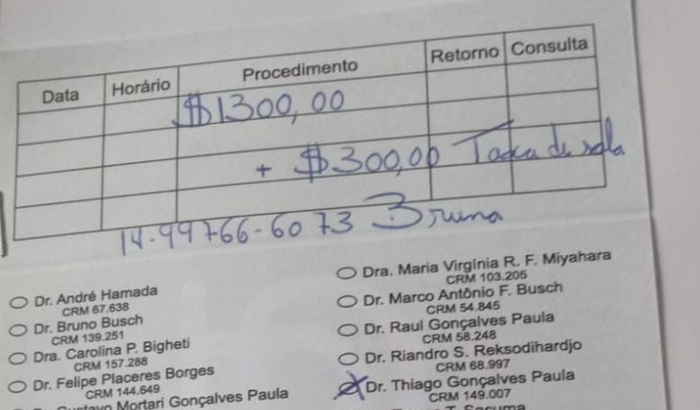 Data Horário Procedimento Retorno Consulta
$1300,00
+ $300,00 Taxa de sala
14-99766-6073 Bruma
Dr. André Hamada
CRM 67.638
Dr. Bruno Busch
CRM 139.251
Dra. Carolina P. Bigheti
CRM 157.288
Dr. Felipe Placeres Borges
CRM 144.649
Mortari Gonçalves Paula
Dra. Maria Virgínia R. F. Miyahara
CRM 103.205
Dr. Marco Antônio F. Busch
CRM 54.845
Dr. Raul Gonçalves Paula
CRM 58.248
Dr. Riandro S. Reksodihardjo
CRM 68.997
Dr. Thiago Gonçalves Paula
CRM 149.007